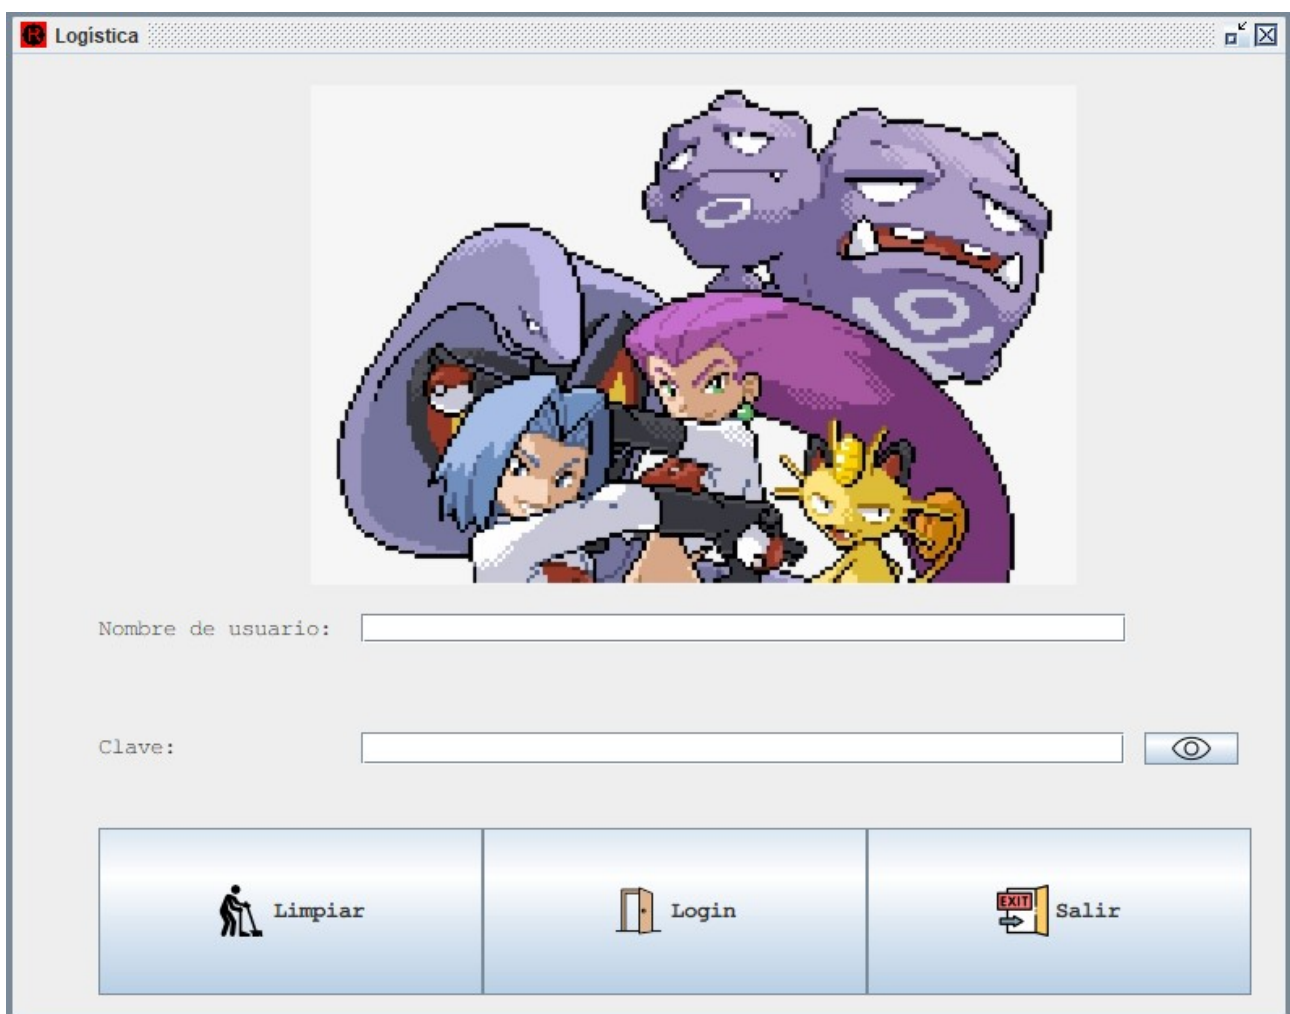 R Logística
Nombre de usuario:
Clave:
Limpiar
Login
EXIT
Salir